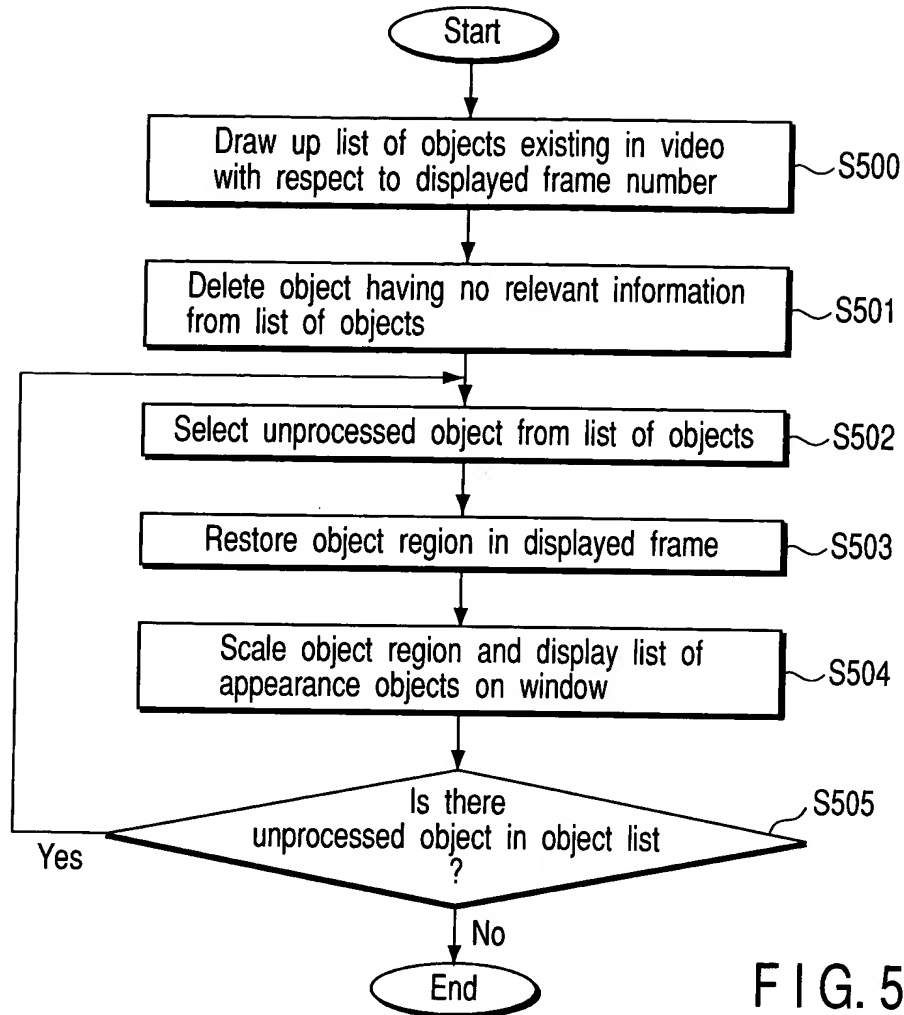 Start
Draw up list of objects existing in video
with respect to displayed frame number
S500
Delete object having no relevant information
from list of objects
S501
Select unprocessed object from list of objects
S502
Restore object region in displayed frame
S503
Scale object region and display list of
appearance objects on window
S504
Is there
unprocessed object in object list
?
S505
Yes
No
End
FIG. 5